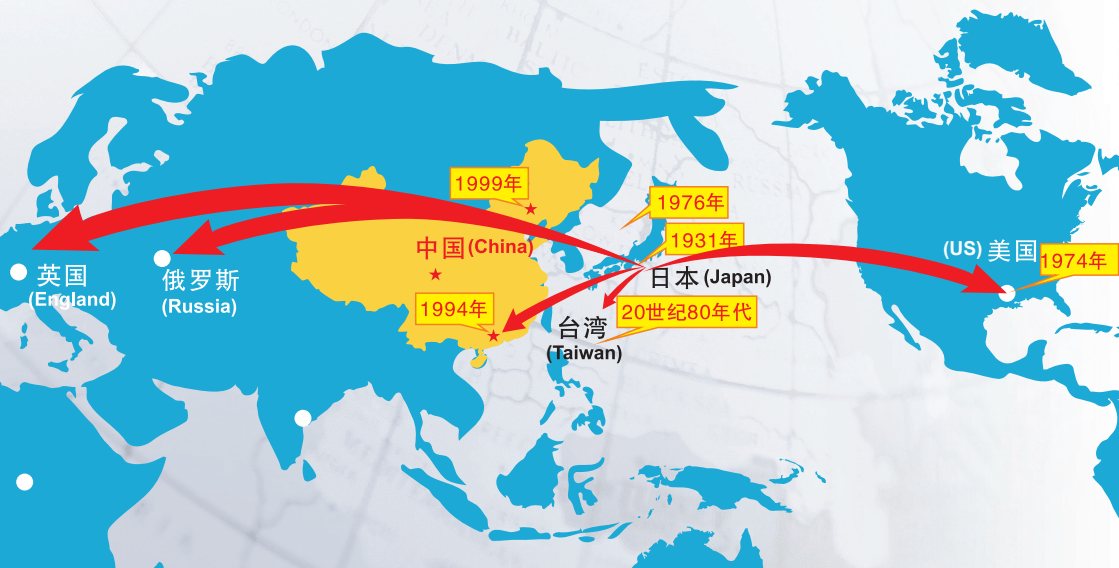 1999年
1976年
1931年
中国(China)
(US) 美国
1974年
英国
(England)
俄罗斯
(Russia)
日本(Japan)
1994年
20世纪80年代
台湾
(Taiwan)